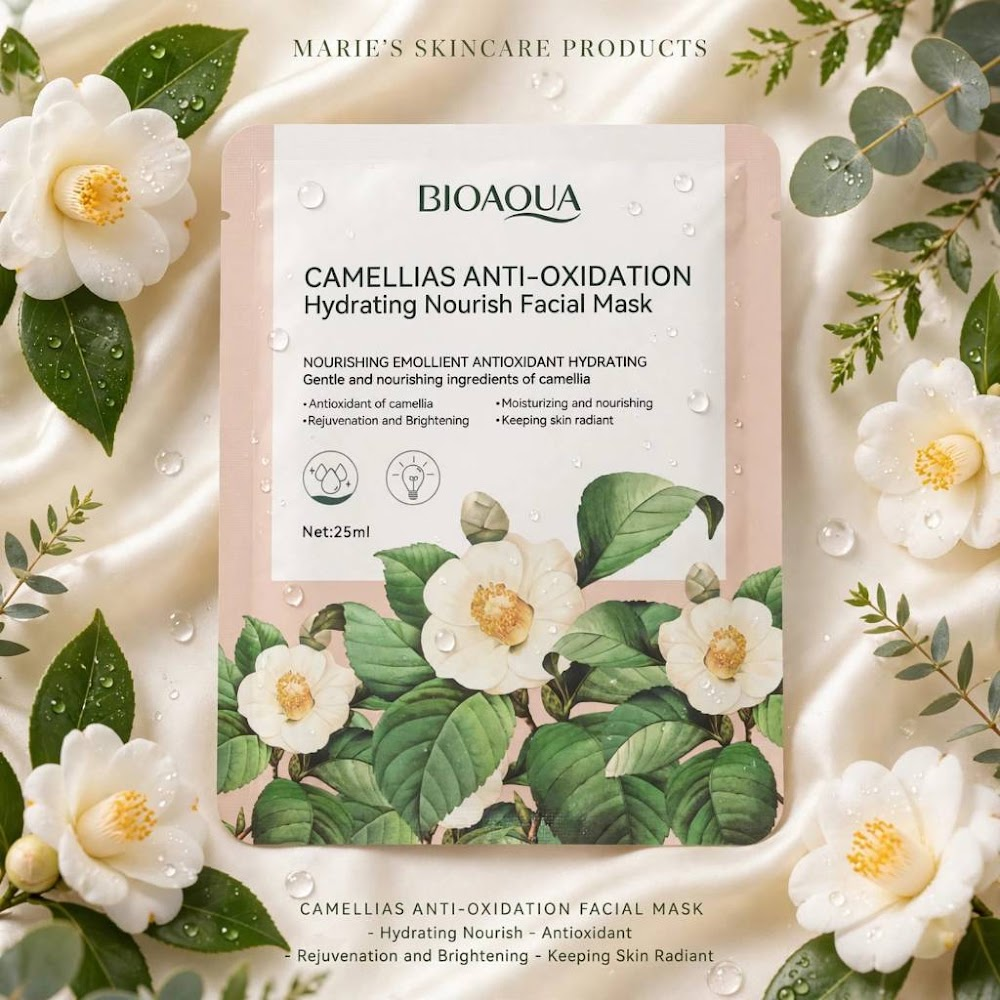 MARIE'S SKINCARE PRODUCTS
BIOAQUA
CAMELLIAS ANTI-OXIDATION
Hydrating Nourish Facial Mask
NOURISHING EMOLLIENT ANTIOXIDANT HYDRATING
Gentle and nourishing ingredients of camellia
•Antioxidant of camellia •Moisturizing and nourishing
•Rejuvenation and Brightening •Keeping skin radiant
Net:25ml
CAMELLIAS ANTI-OXIDATION FACIAL MASK
- Hydrating Nourish - Antioxidant
- Rejuvenation and Brightening - Keeping Skin Radiant